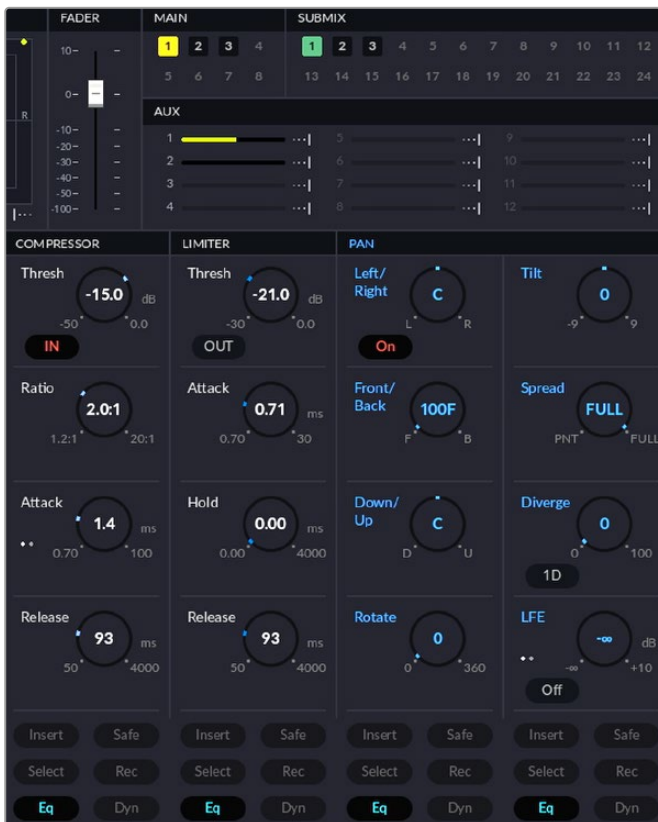 FADER MAIN SUBMIX
10- 1 2 3 4 1 2 3 4 5 6 7 8 9 10 11 12
5 6 7 8 13 14 15 16 17 18 19 20 21 22 23 24
0-
R
AUX
-10- 1 5 9
-20- 2 6 10
-30-
-40- 3 7 11
-50-
-100- 4 8 12
COMPRESSOR LIMITER PAN
Thresh Thresh Left/ Tilt
Right
-15.0 dB -21.0 dB C 0
-50 0.0 -30 0.0 L R -9 9
IN OUT On
Ratio Attack Front/ Spread
Back
2.0:1 0.71 ms 100F FULL
1.2:1 20:1 0.70 30 F B PNT FULL
Attack Hold Down/ Diverge
Up
1.4 ms 0.00 ms C 0
0.70 100 0.00 4000 D U 0 100
1D
Release Release Rotate LFE
93 ms 93 ms 0 -∞ dB
50 4000 50 4000 0 360 -∞ +10
Off
Insert Safe Insert Safe Insert Safe Insert Safe
Select Rec Select Rec Select Rec Select Rec
Eq Dyn Eq Dyn Eq Dyn Eq Dyn